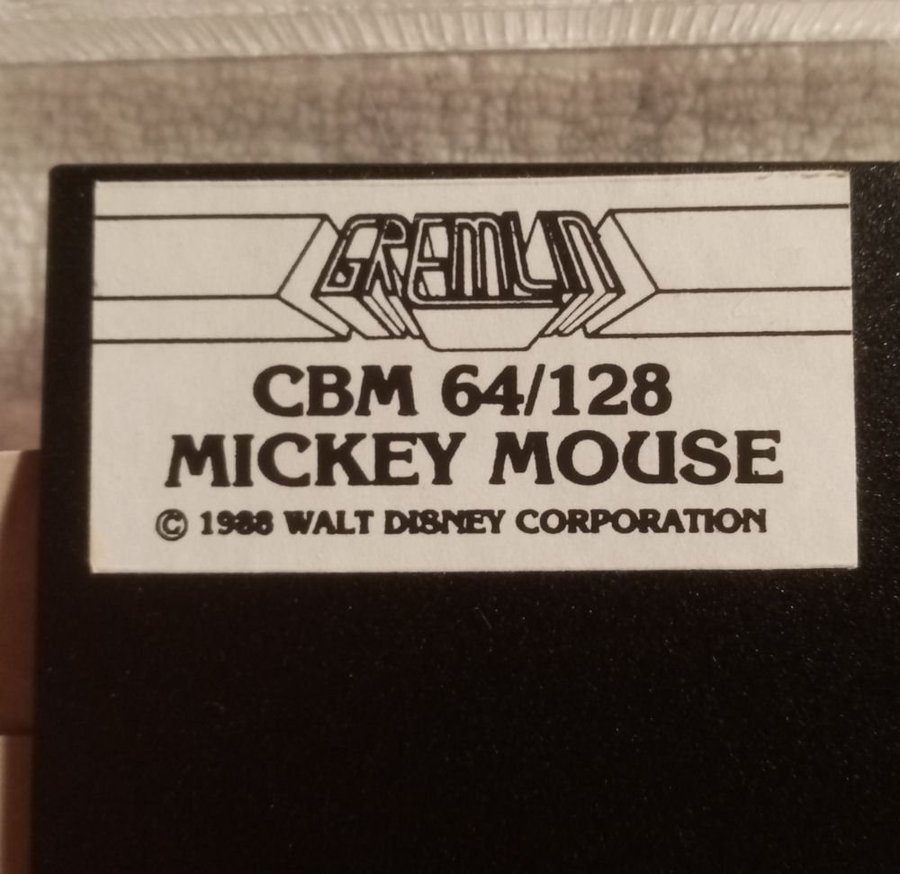 GREMLIN
CBM 64/128
MICKEY MOUSE
© 1988 WALT DISNEY CORPORATION